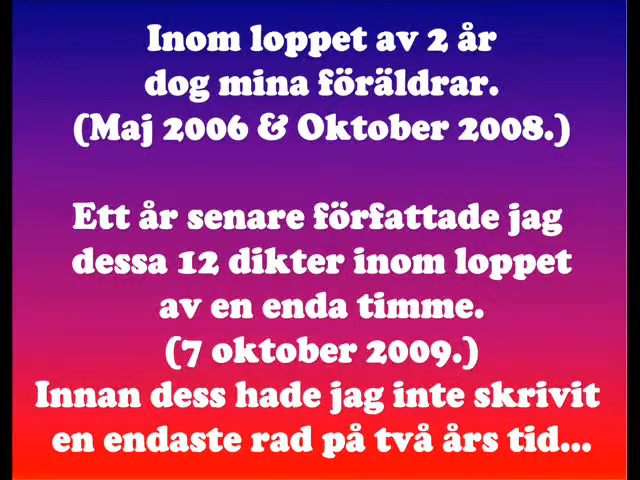 Inom loppet av 2 år
dog mina föräldrar.
(Maj 2006 & Oktober 2008.)
Ett år senare författade jag
dessa 12 dikter inom loppet
av en enda timme.
(7 oktober 2009.)
Innan dess hade jag inte skrivit
en endaste rad på två års tid...